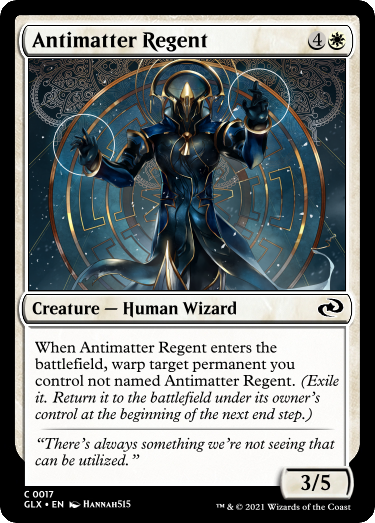 Antimatter Regent 4
Creature — Human Wizard
When Antimatter Regent enters the
battlefield, warp target permanent you
control not named Antimatter Regent. (Exile
it. Return it to the battlefield under its owner's
control at the beginning of the next end step.)
“There's always something we're not seeing that
can be utilized.”
3/5
C 0017
GLX • EN Hannah515
™ & © 2021 Wizards of the Coast